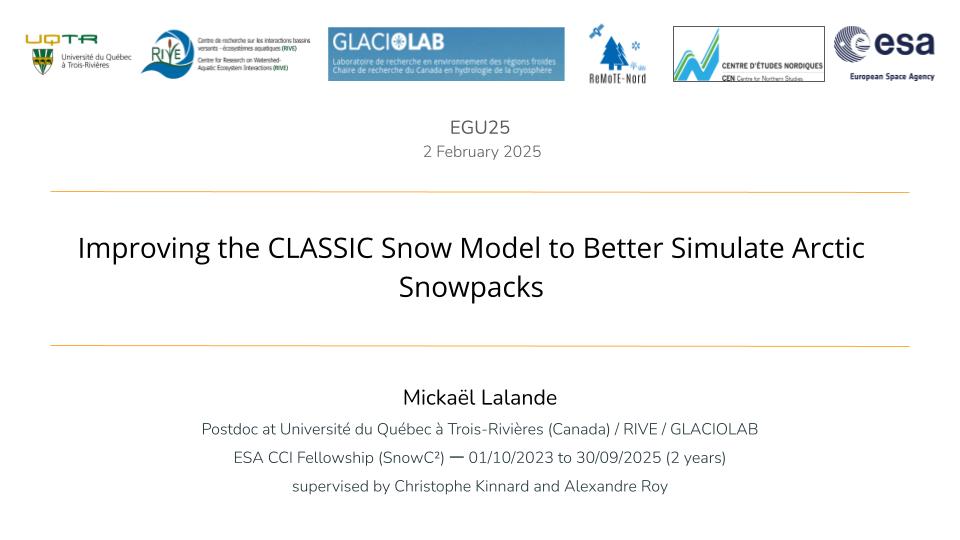 UQTR
Université du Québec
à Trois-Rivières
RIVE
Centre de recherche sur les interactions bassins
versants - écosystèmes aquatiques (RIVE)
Centre for Research on Watershed-
Aquatic Ecosystem Interactions (RIVE)
GLACIOLAB
Laboratoire de recherche en environnement des régions froides
Chaire de recherche du Canada en hydrologie de la cryosphère
ReMoTE-Nord
CENTRE D'ÉTUDES NORDIQUES
CEN Centre for Northern Studies
esa
European Space Agency
EGU25
2 February 2025
Improving the CLASSIC Snow Model to Better Simulate Arctic
Snowpacks
Mickaël Lalande
Postdoc at Université du Québec à Trois-Rivières (Canada) / RIVE / GLACIOLAB
ESA CCI Fellowship (SnowC²) — 01/10/2023 to 30/09/2025 (2 years)
supervised by Christophe Kinnard and Alexandre Roy